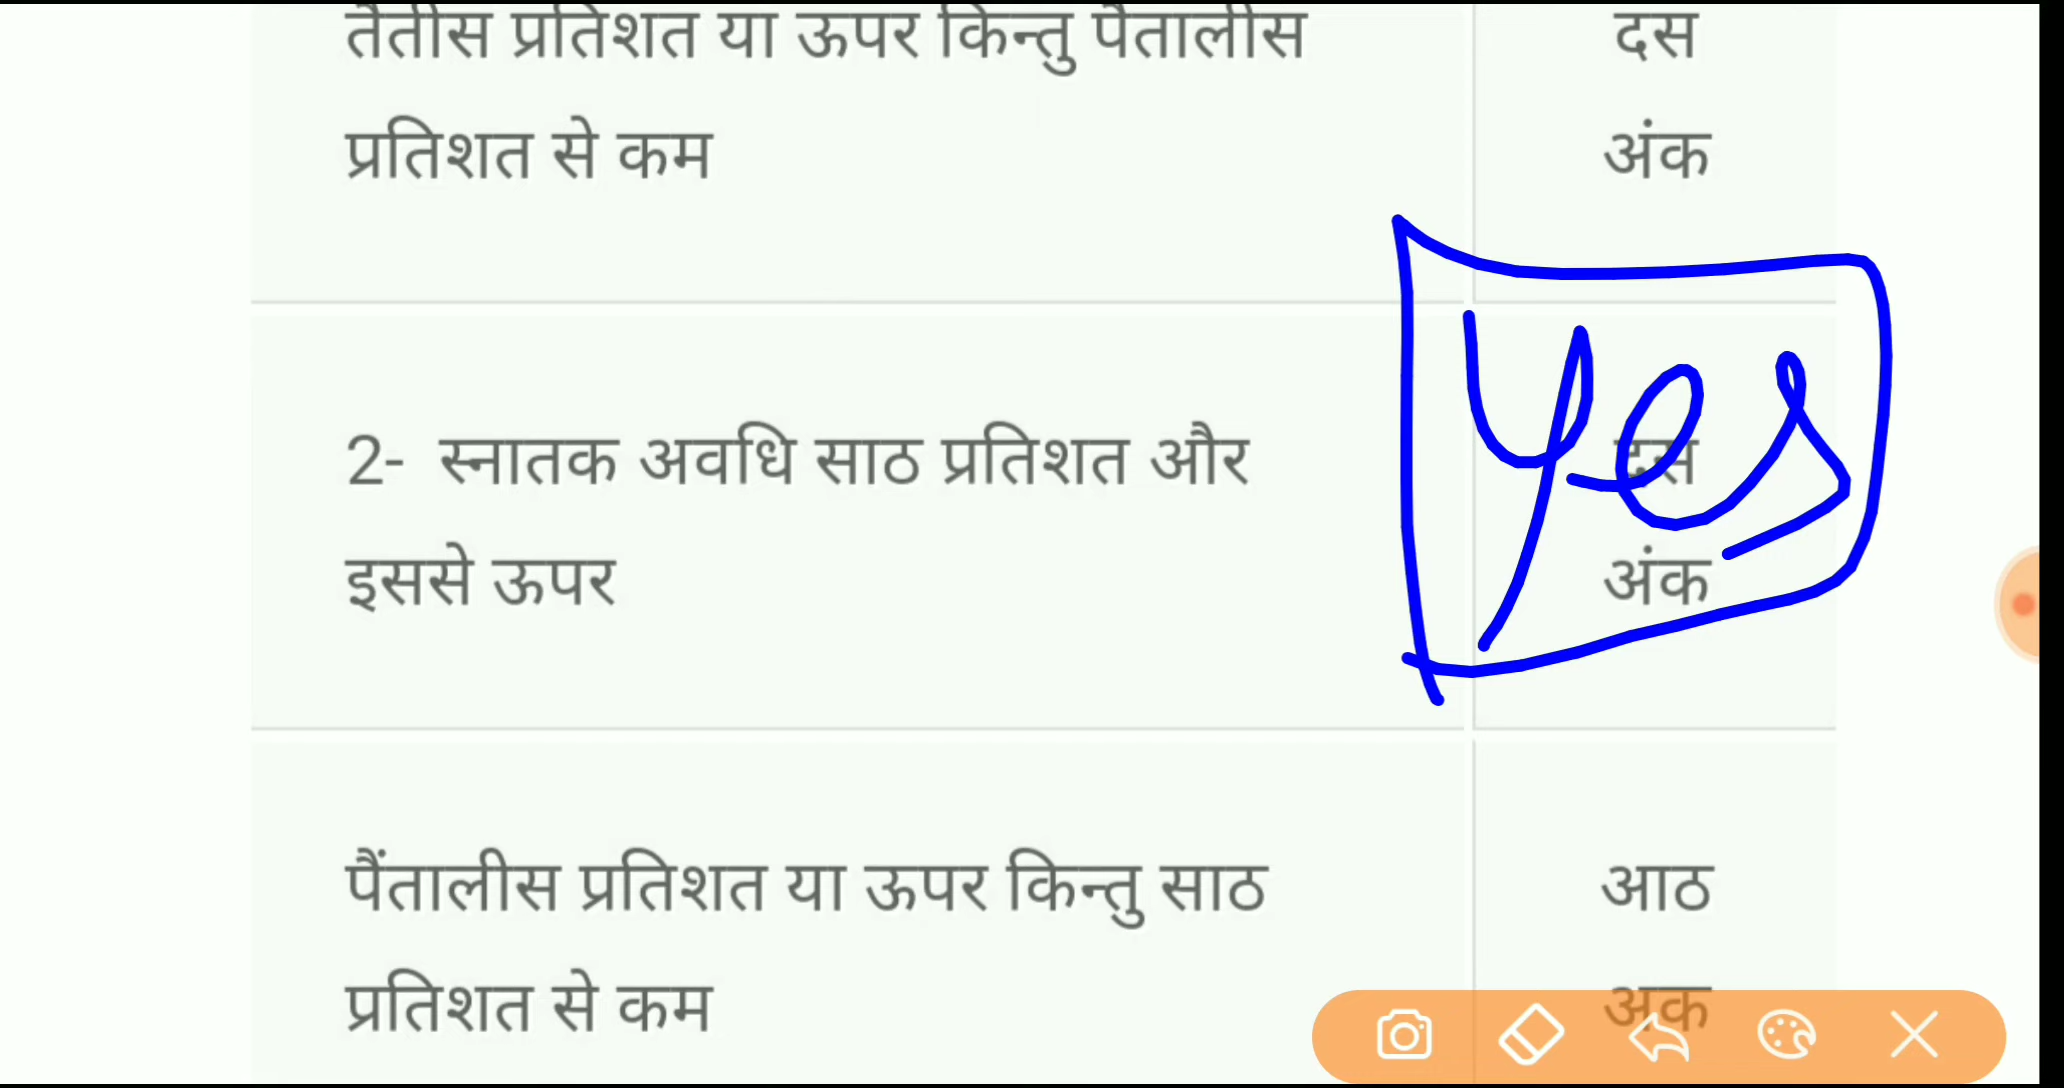 तैंतीस प्रतिशत या ऊपर किन्तु पैंतालीस
प्रतिशत से कम
दस
अंक
2- स्नातक अवधि साठ प्रतिशत और
इससे ऊपर
दस
अंक
Yes
पैंतालीस प्रतिशत या ऊपर किन्तु साठ
प्रतिशत से कम
आठ
अंक